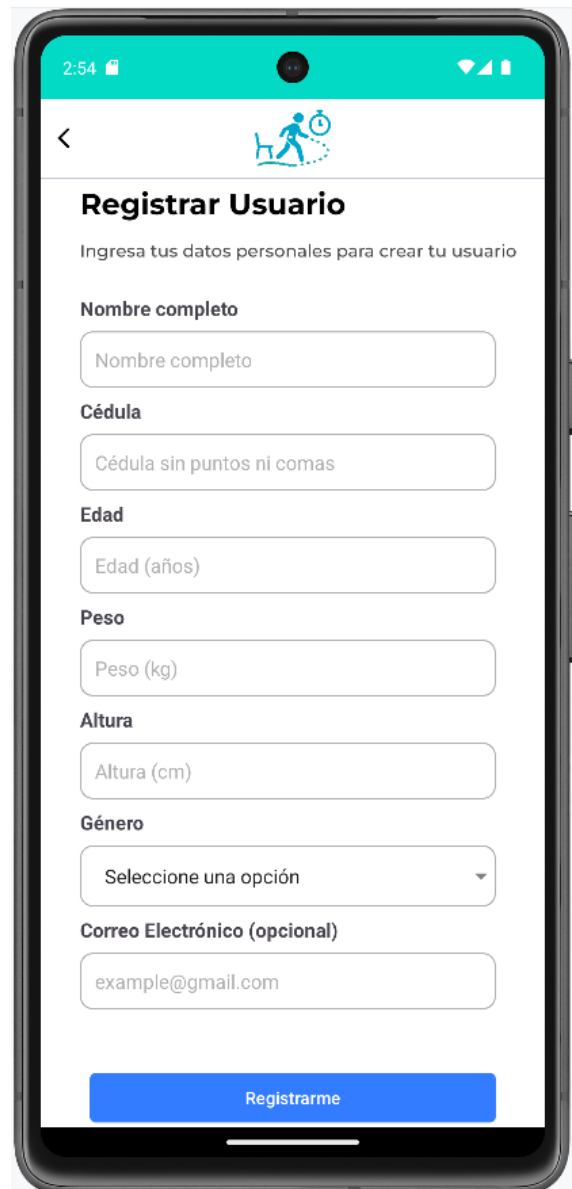 2:54
Registrar Usuario
Ingresa tus datos personales para crear tu usuario
Nombre completo
Nombre completo
Cédula
Cédula sin puntos ni comas
Edad
Edad (años)
Peso
Peso (kg)
Altura
Altura (cm)
Género
Seleccione una opción
Correo Electrónico (opcional)
example@gmail.com
Registrarme